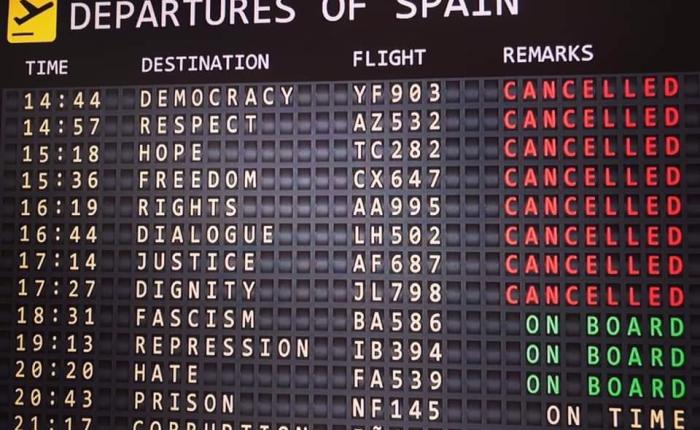 DEPARTURES OF SPAIN
TIME DESTINATION FLIGHT REMARKS
14:44 DEMOCRACY YF903 CANCELLED
14:57 RESPECT AZ532 CANCELLED
15:18 HOPE TC282 CANCELLED
15:36 FREEDOM CX647 CANCELLED
16:19 RIGHTS AA995 CANCELLED
16:44 DIALOGUE LH502 CANCELLED
17:14 JUSTICE AF687 CANCELLED
17:27 DIGNITY JL798 CANCELLED
18:31 FASCISM BA586 ON BOARD
19:13 REPRESSION IB394 ON BOARD
20:20 HATE FA539 ON BOARD
20:43 PRISON NF145 ON TIME
21:17